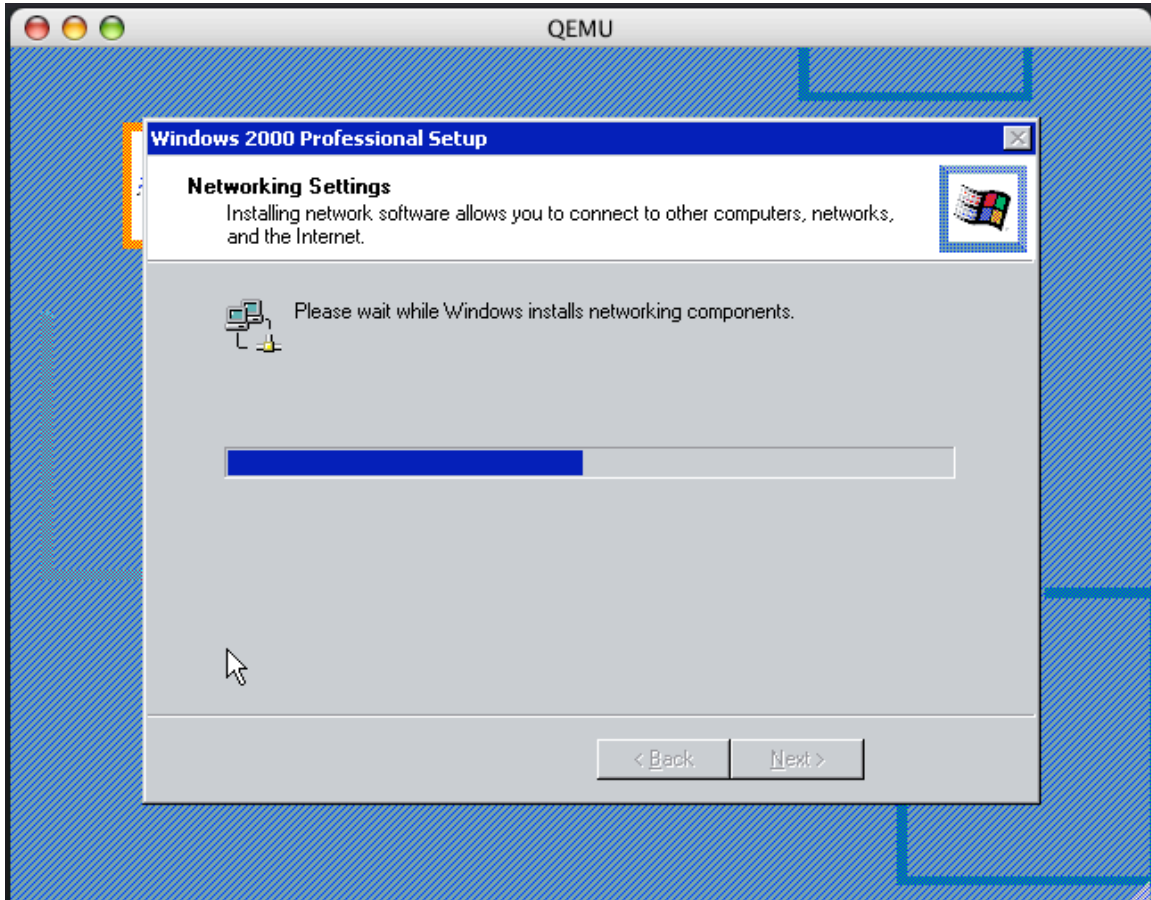 QEMU
Windows 2000 Professional Setup
Networking Settings
Installing network software allows you to connect to other computers, networks,
and the Internet.
Please wait while Windows installs networking components.
< Back
Next >